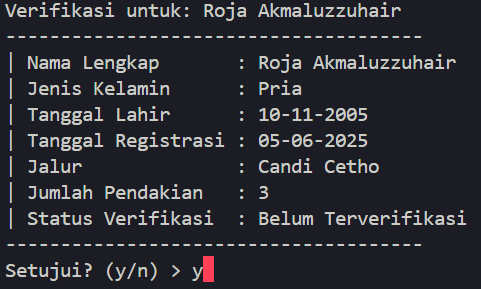 Verifikasi untuk: Roja Akmaluzzuhair
----------------------------------------
| Nama Lengkap      : Roja Akmaluzzuhair
| Jenis Kelamin     : Pria
| Tanggal Lahir     : 10-11-2005
| Tanggal Registrasi : 05-06-2025
| Jalur             : Candi Cetho
| Jumlah Pendakian  : 3
| Status Verifikasi : Belum Terverifikasi
----------------------------------------
Setujui? (y/n) > y